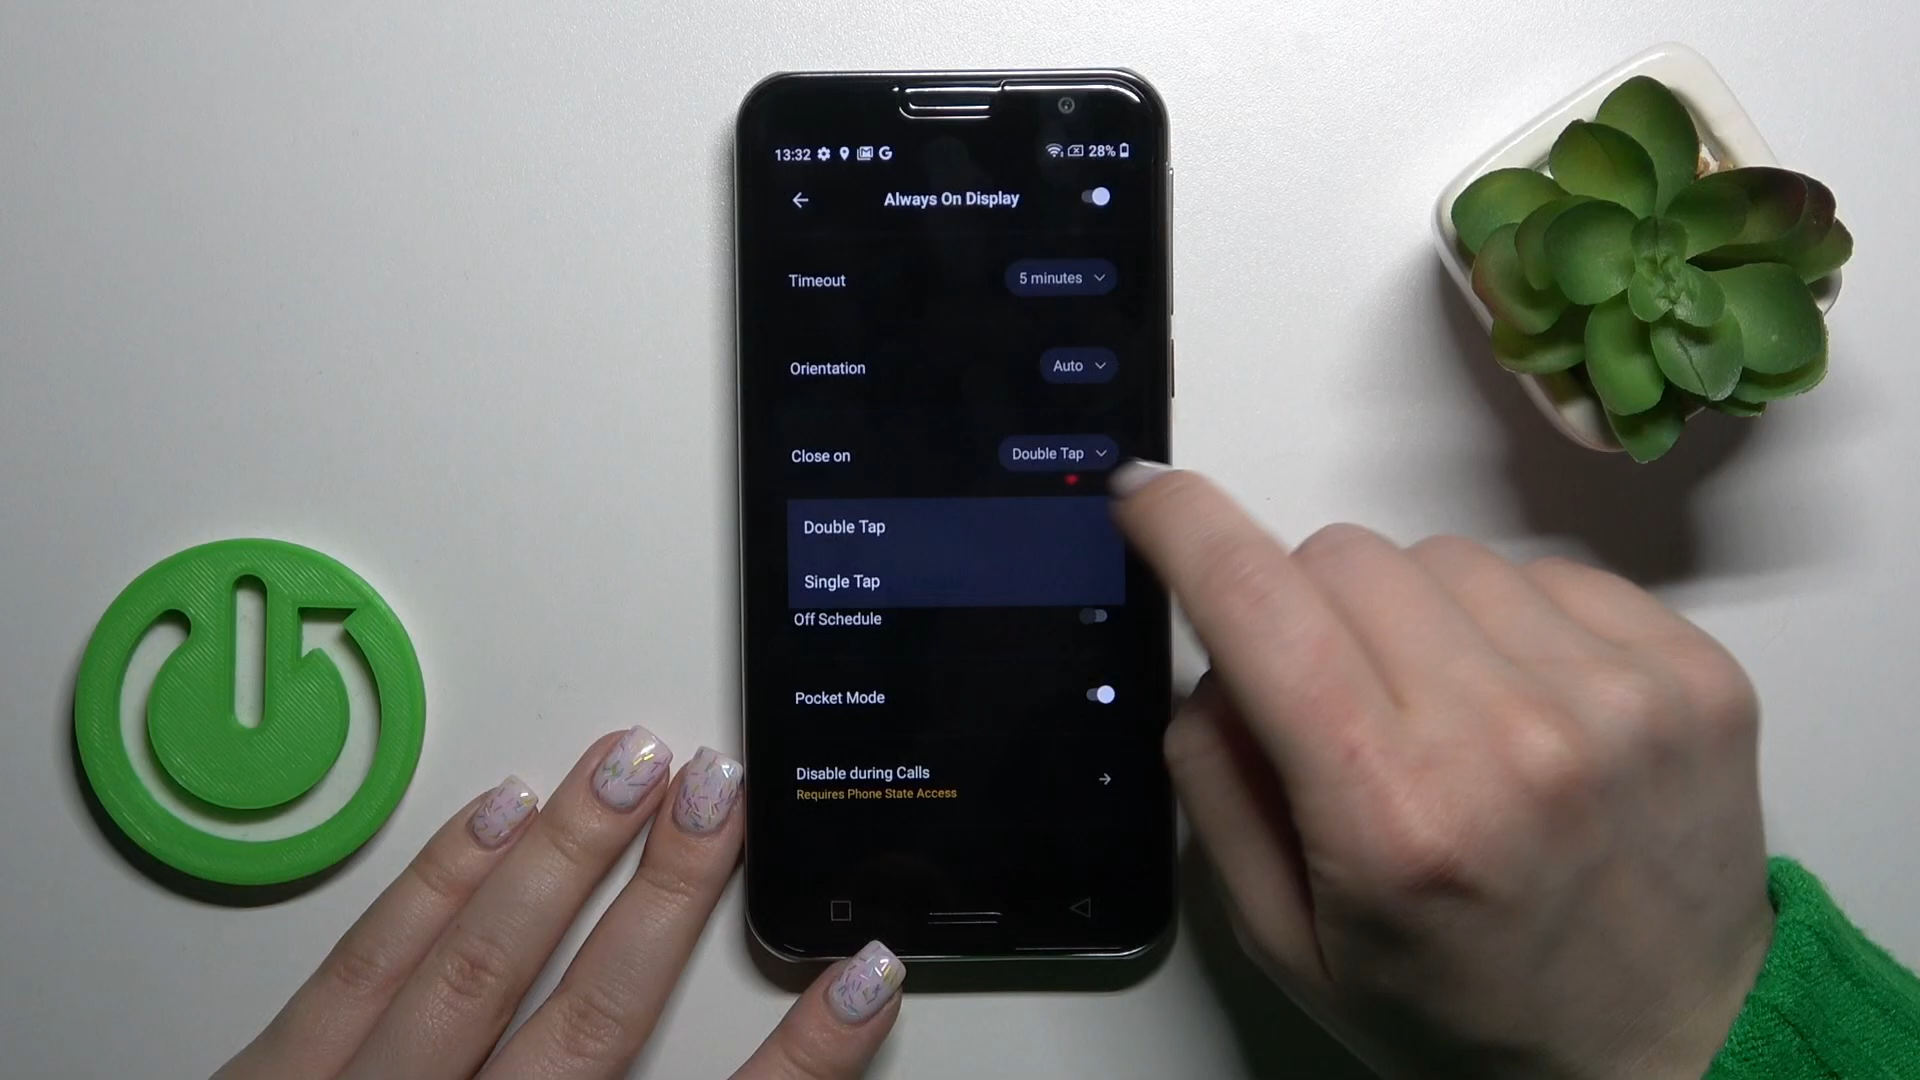 13:32 G 28%
Always On Display
Timeout 5 minutes
Orientation Auto
Close on Double Tap
Double Tap
Single Tap
Off Schedule
Pocket Mode
Disable during Calls
Requires Phone State Access